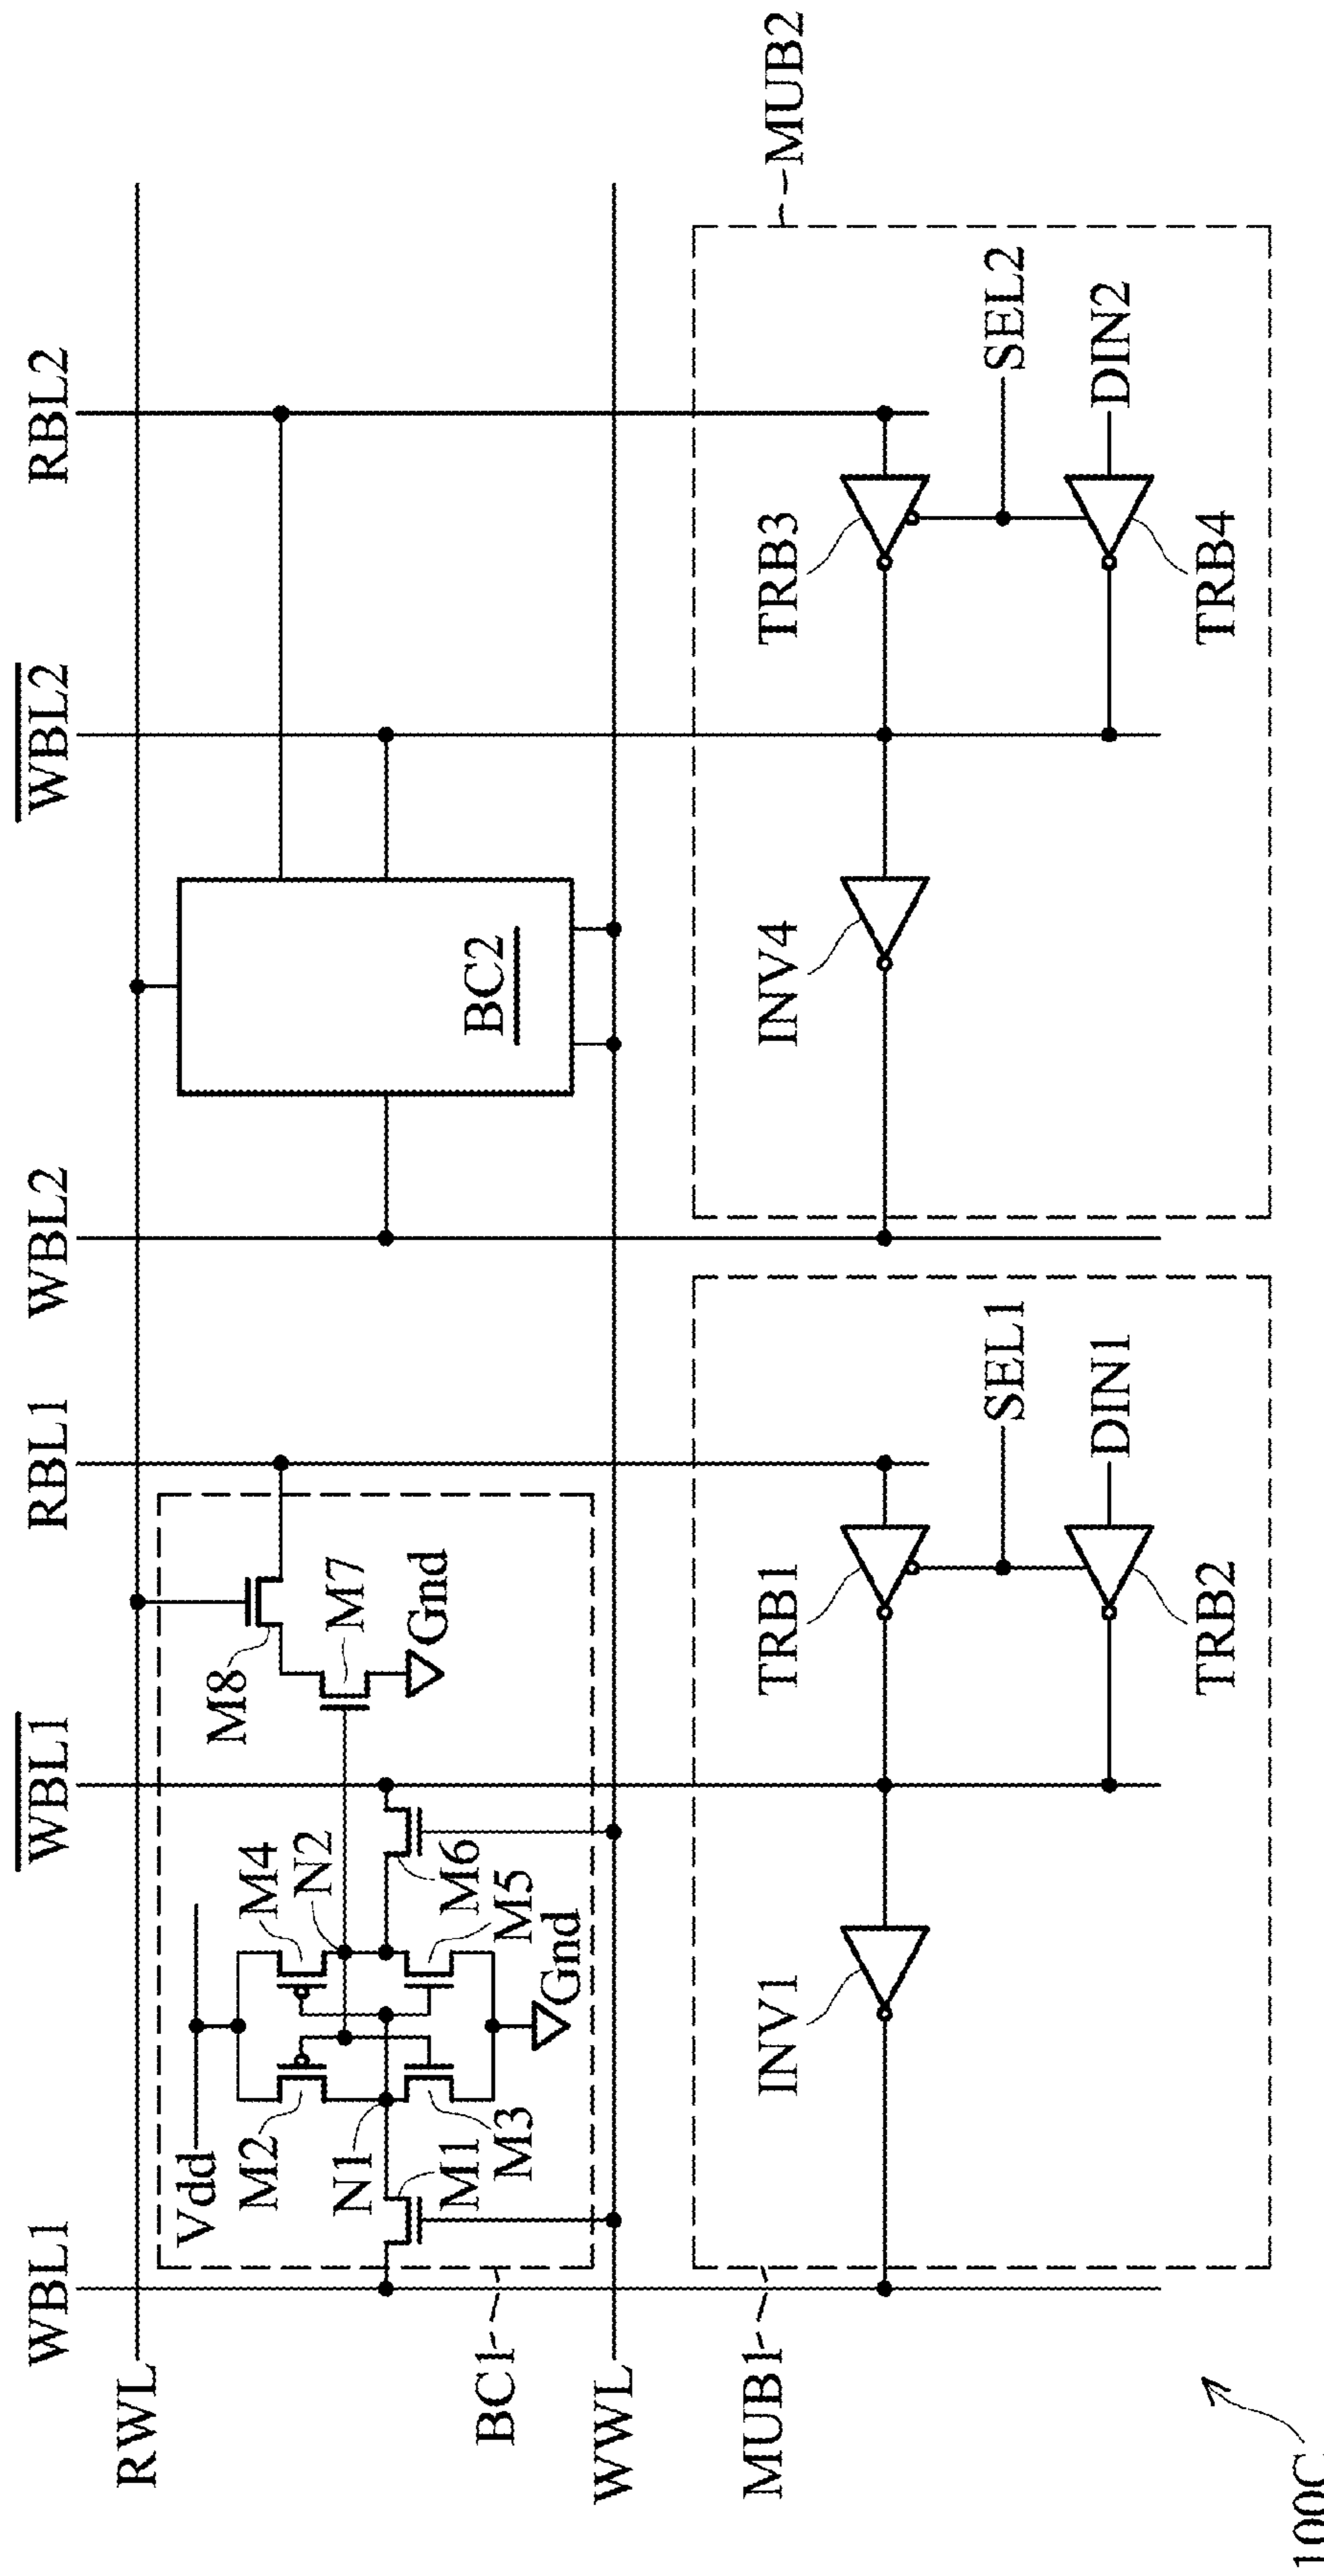 WBL1
WBL1
RBL1
WBL2
WBL2
RBL2
RWL
Vdd
M2
M4
M8
N1
N2
M7
M1
M3
M5
M6
Gnd
Gnd
BC1
BC2
WWL
MUB1
MUB2
INV1
TRB1
SEL1
DIN1
TRB2
INV4
TRB3
SEL2
DIN2
TRB4
100C